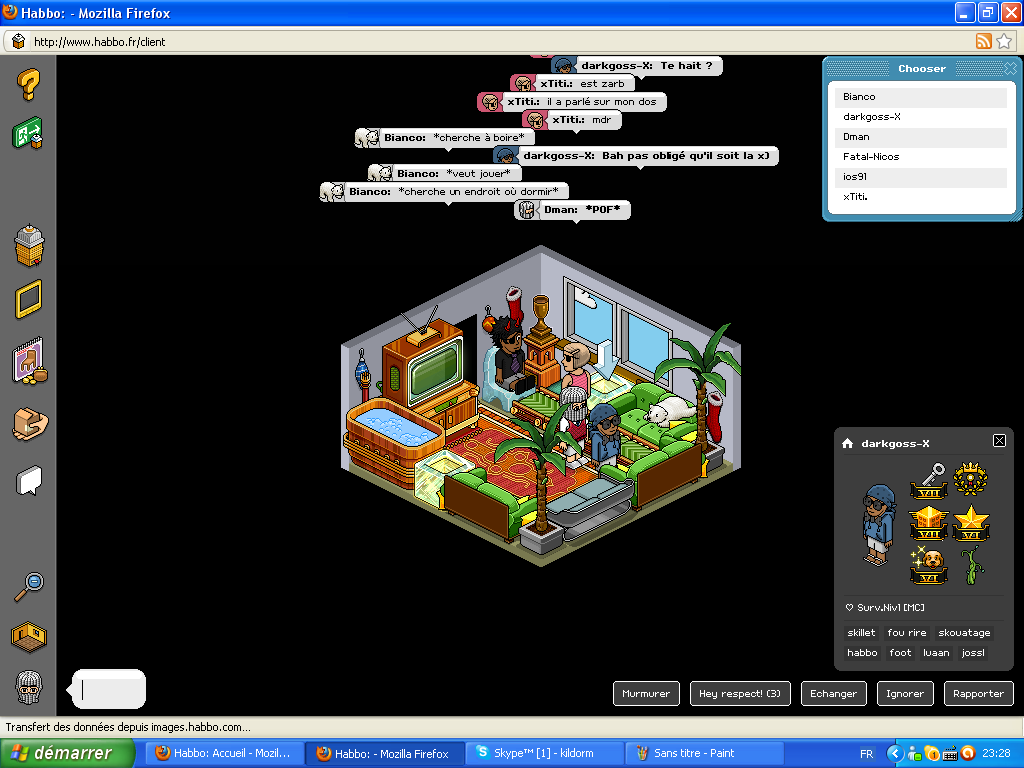 Habbo: - Mozilla Firefox
http://www.habbo.fr/client
darkgoss-X: Te hait ?
xTiti.: est zarb
xTiti.: il a parlé sur mon dos
xTiti.: mdr
Bianco: *cherche à boire*
darkgoss-X: Bah pas obligé qu'il soit la x)
Bianco: *veut jouer*
Bianco: *cherche un endroit où dormir*
Dman: *POF*
Chooser
Bianco
darkgoss-X
Dman
Fatal-Nicos
ios91
xTiti.
darkgoss-X
XVII
XVII
XVI
XVI
Surv.Niv1 [MC]
skillet fou rire skouatage
habbo foot luaan jossl
Murmurer Hey respect! (3) Echanger Ignorer Rapporter
Transfert des données depuis images.habbo.com...
démarrer Habbo: Accueil - Mozil... Habbo: - Mozilla Firefox Skype™ [1] - kildorm Sans titre - Paint FR 23:28